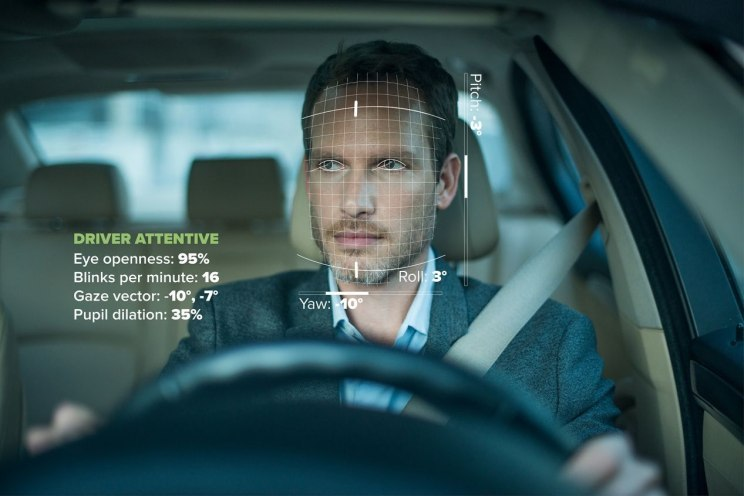 Pitch: -3°
DRIVER ATTENTIVE
Eye openness: 95%
Blinks per minute: 16
Gaze vector: -10°, -7°
Pupil dilation: 35%
Roll: 3°
Yaw: -10°